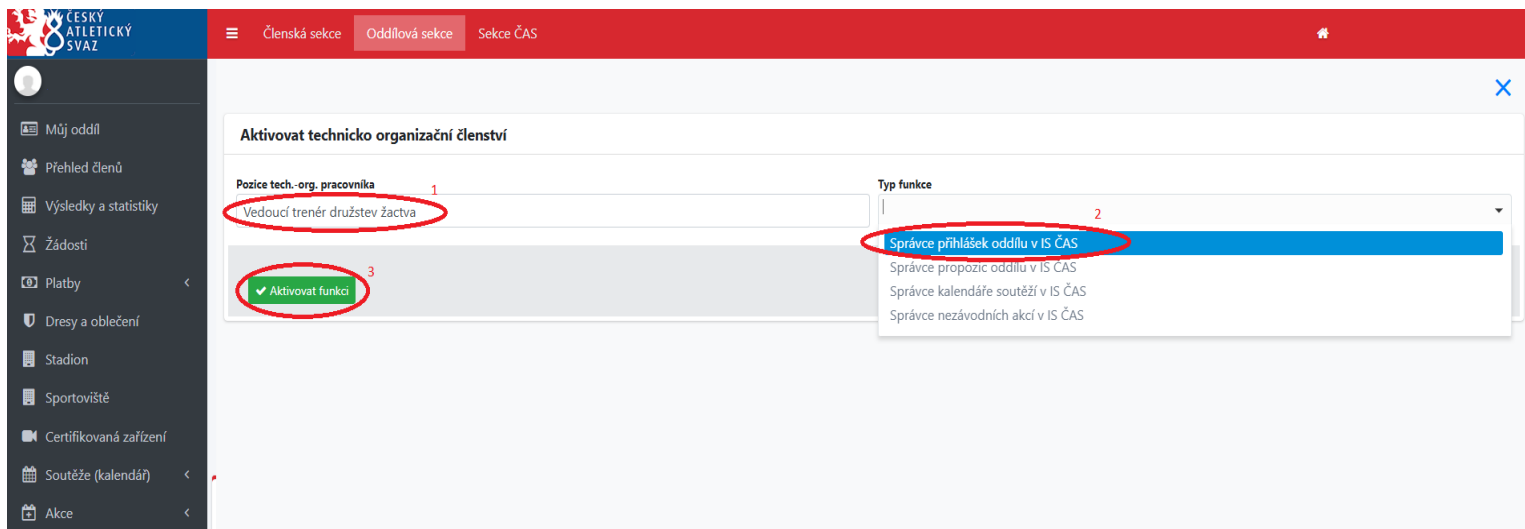 ČESKÝ
ATLETICKÝ
SVAZ
Členská sekce
Oddílová sekce
Sekce ČAS
Můj oddíl
Přehled členů
Výsledky a statistiky
Žádosti
Platby
Dresy a oblečení
Stadion
Sportoviště
Certifikovaná zařízení
Soutěže (kalendář)
Akce
Aktivovat technicko organizační členství
Pozice tech.-org. pracovníka
1
Vedoucí trenér družstev žactva
3
Aktivovat funkci
Typ funkce
2
Správce přihlášek oddílu v IS ČAS
Správce propozic oddílu v IS ČAS
Správce kalendáře soutěží v IS ČAS
Správce nezávodních akcí v IS ČAS